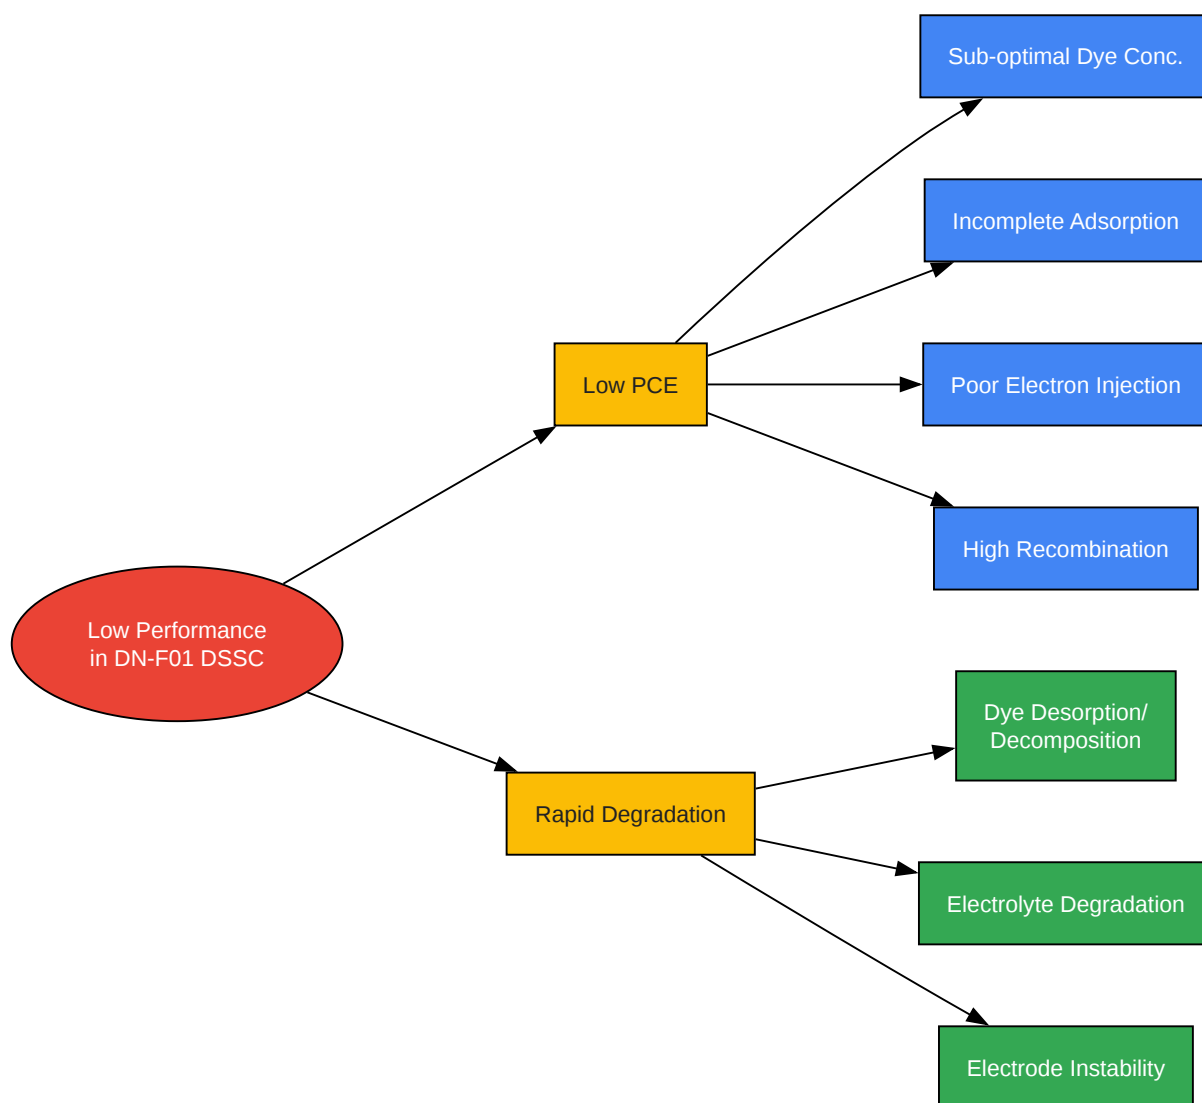 Sub-optimal Dye Conc.
Incomplete Adsorption
Low PCE
Poor Electron Injection
High Recombination
Low Performance
in DN-F01 DSSC
Dye Desorption/
Decomposition
Rapid Degradation
Electrolyte Degradation
Electrode Instability